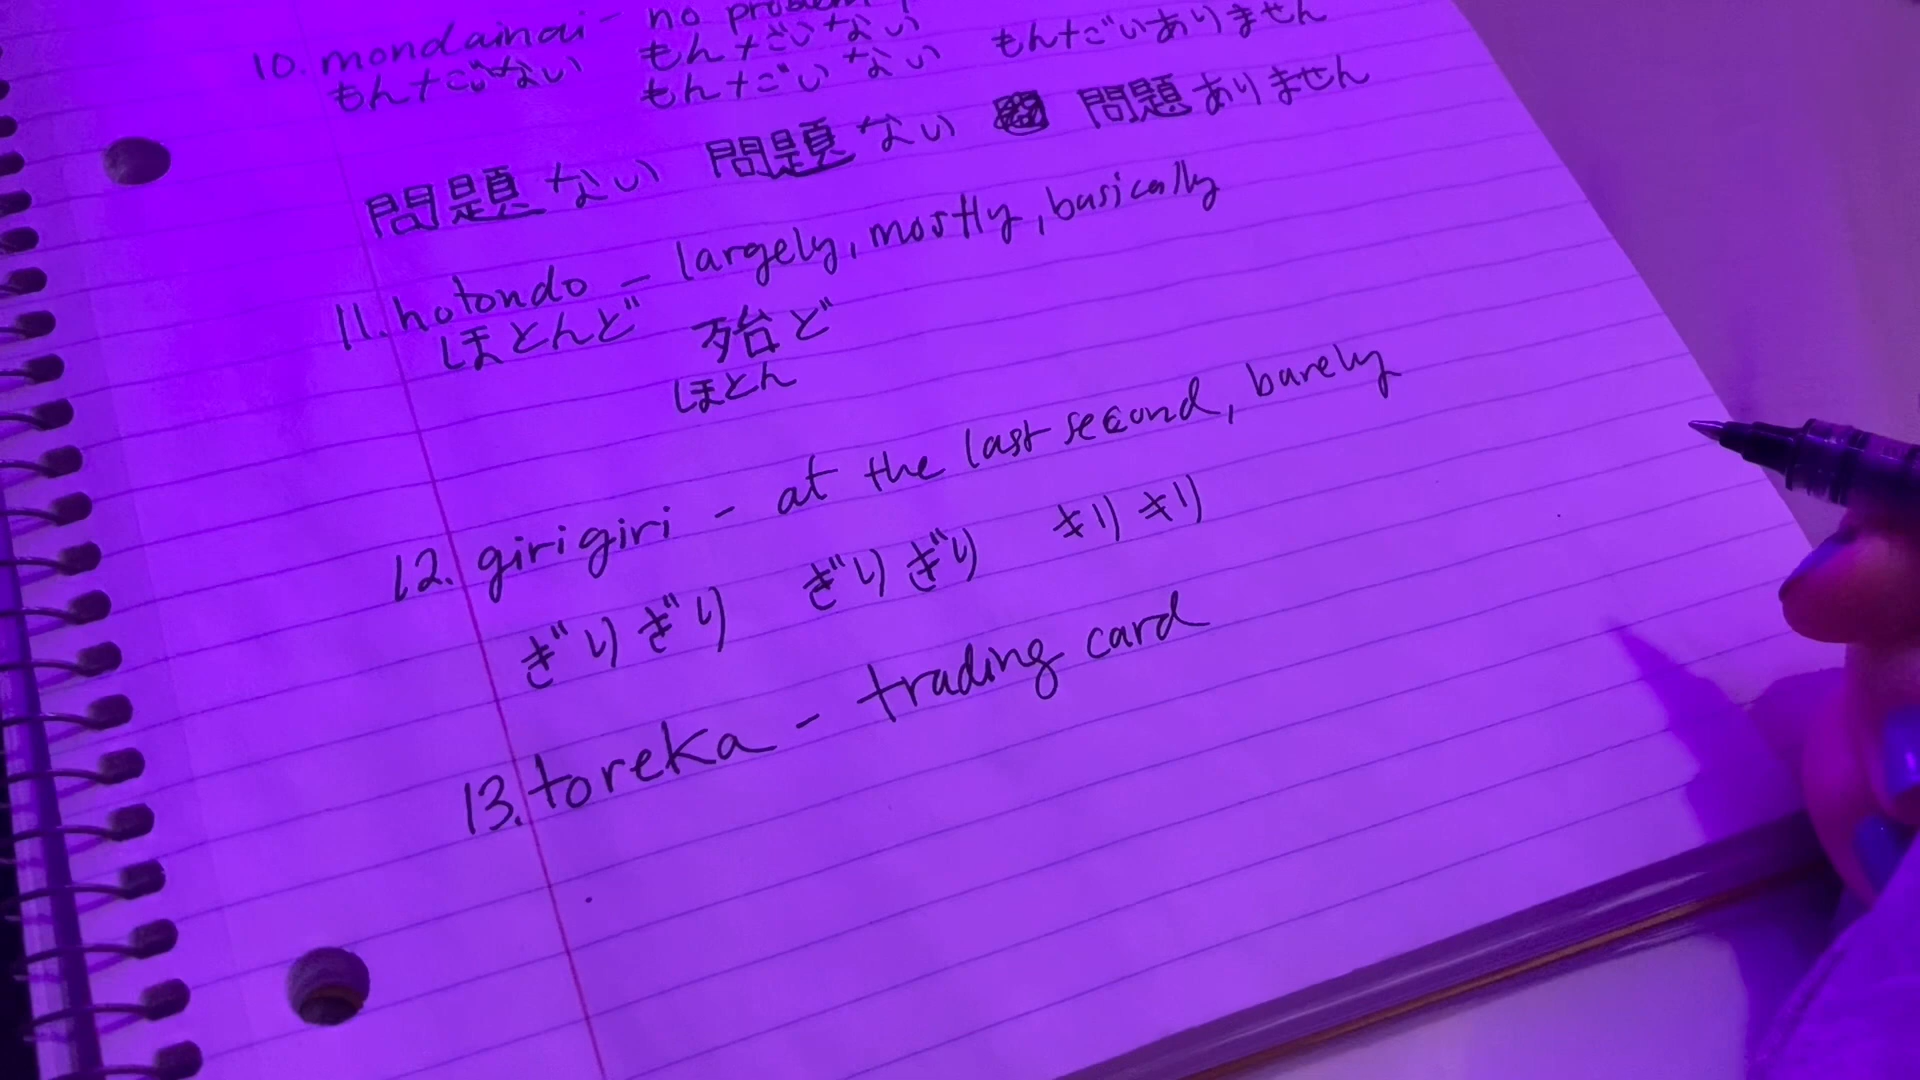 10. mondainai - no problem
もんだいない もんだいない
もんだいない もんだいありません
問題ない 問題ない 問題ありません
11. hotondo - largely, mostly, basically
ほとんど 殆ど
ほとん
12. girigiri - at the last second, barely
ぎりぎり ぎりぎり きりきり
13. toreka - trading card